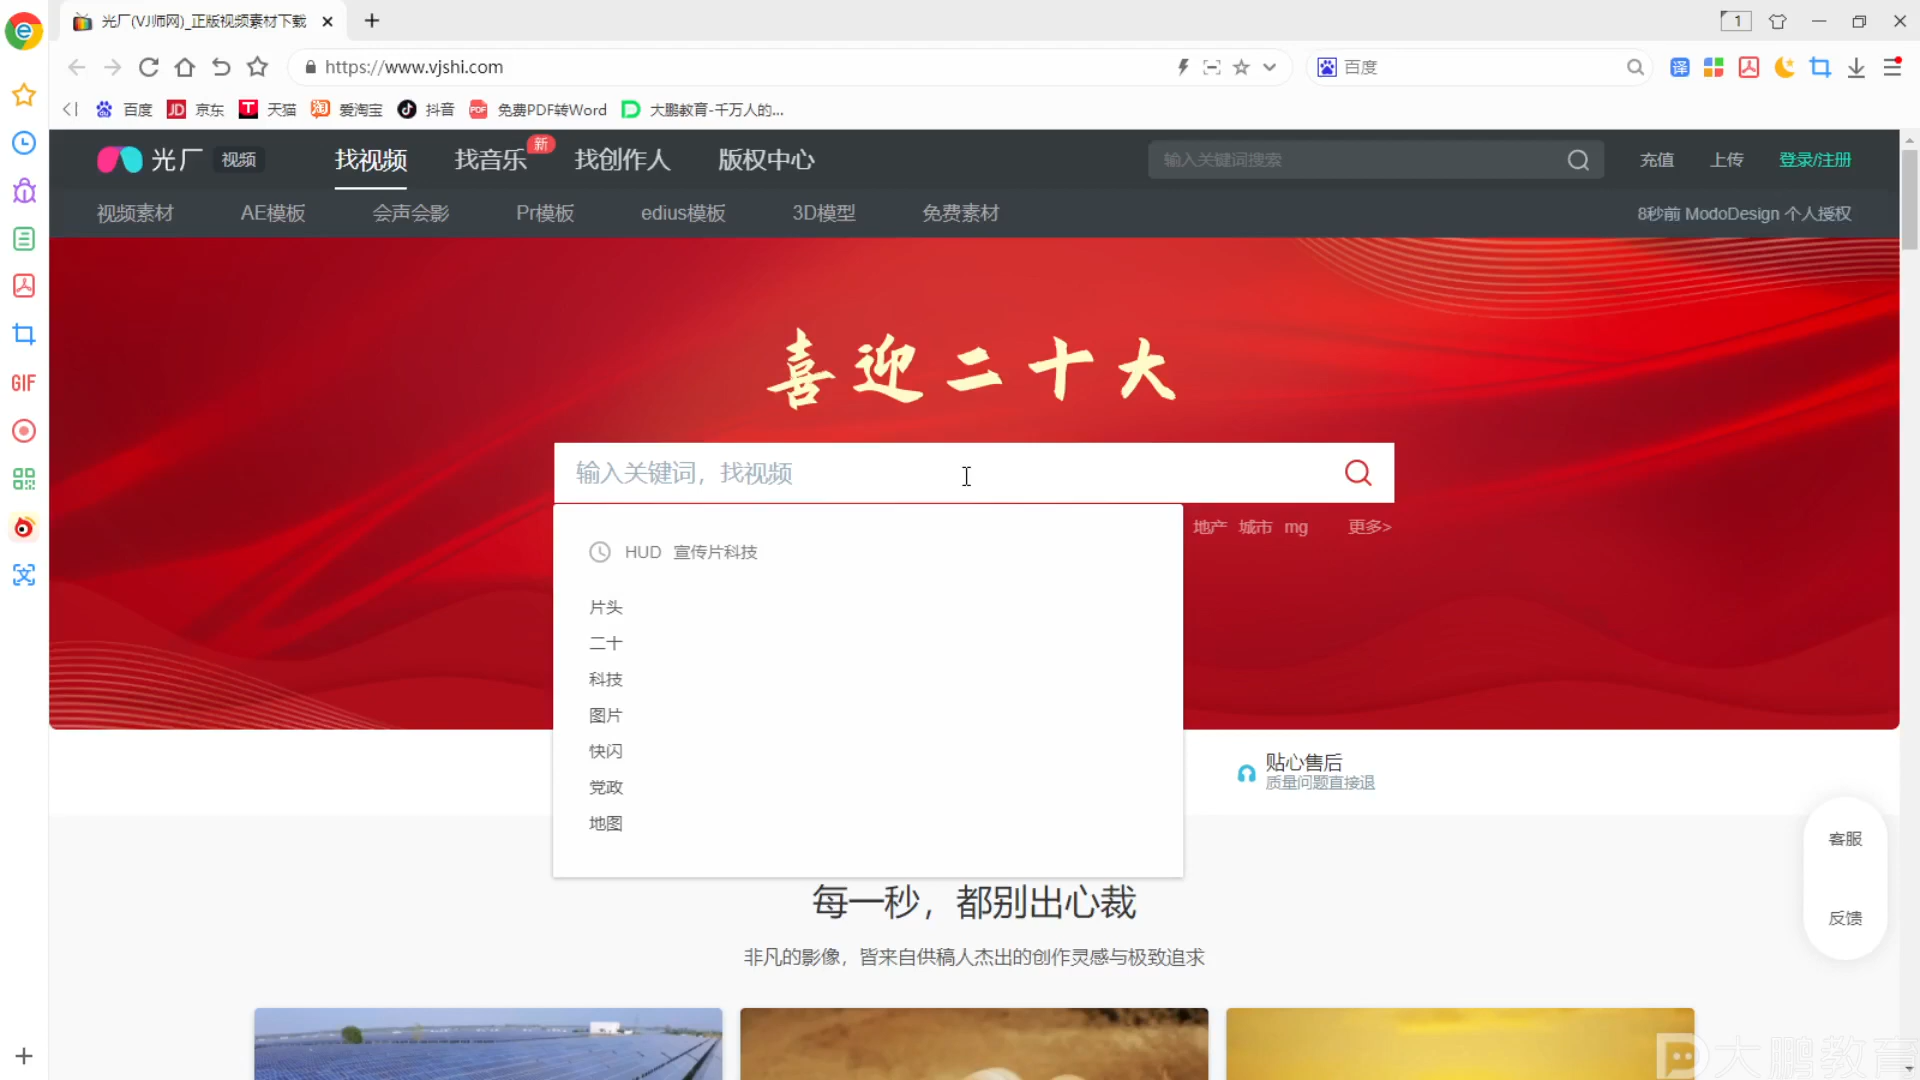 光厂(VJ师网)_正版视频素材下载
1
https://www.vjshi.com
百度
译
百度
JD 京东
T 天猫
淘 爱淘宝
抖音
PDF 免费PDF转Word
大鹏教育-千万人的...
GIF
光厂 视频
找视频
找音乐
新
找创作人
版权中心
输入关键词搜索
充值
上传
登录/注册
视频素材
AE模板
会声会影
Pr模板
edius模板
3D模型
免费素材
8秒前 ModoDesign 个人授权
喜迎二十大
输入关键词，找视频
地产 城市 mg 更多>
HUD 宣传片科技
片头
二十
科技
图片
快闪
党政
地图
贴心售后
质量问题直接退
客服
反馈
每一秒，都别出心裁
非凡的影像，皆来自供稿人杰出的创作灵感与极致追求
大鹏教育